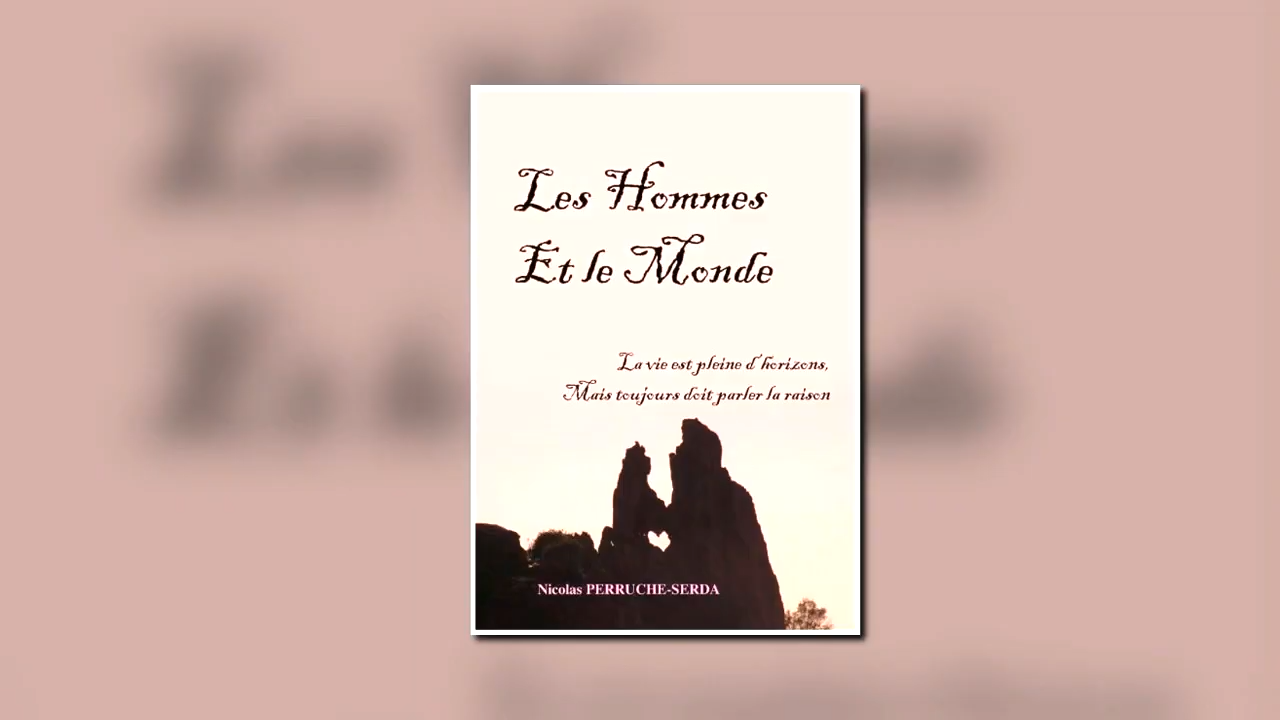 Les Hommes
Et le Monde
La vie est pleine d'horizons,
Mais toujours doit parler la raison
Nicolas PERRUCHE-SERDA